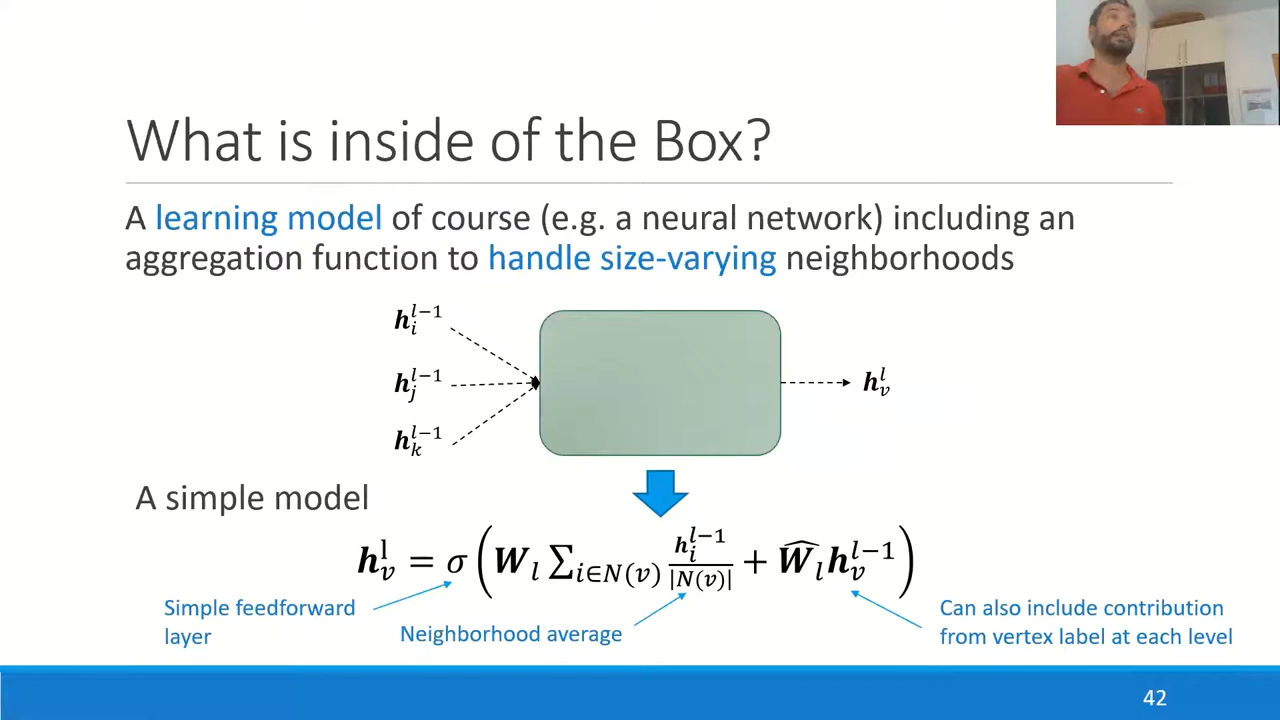 What is inside of the Box?
A learning model of course (e.g. a neural network) including an
aggregation function to handle size-varying neighborhoods
𝒉_i^{l−1}
𝒉_j^{l−1}
𝒉_k^{l−1}
𝒉_v^l
A simple model
𝒉_v^l = σ(𝑾_l ∑_{i∈N(v)} 𝒉_i^{l−1}/|N(v)| + \widehat{𝑾}_l 𝒉_v^{l−1})
Simple feedforward
layer
Neighborhood average
Can also include contribution
from vertex label at each level
42